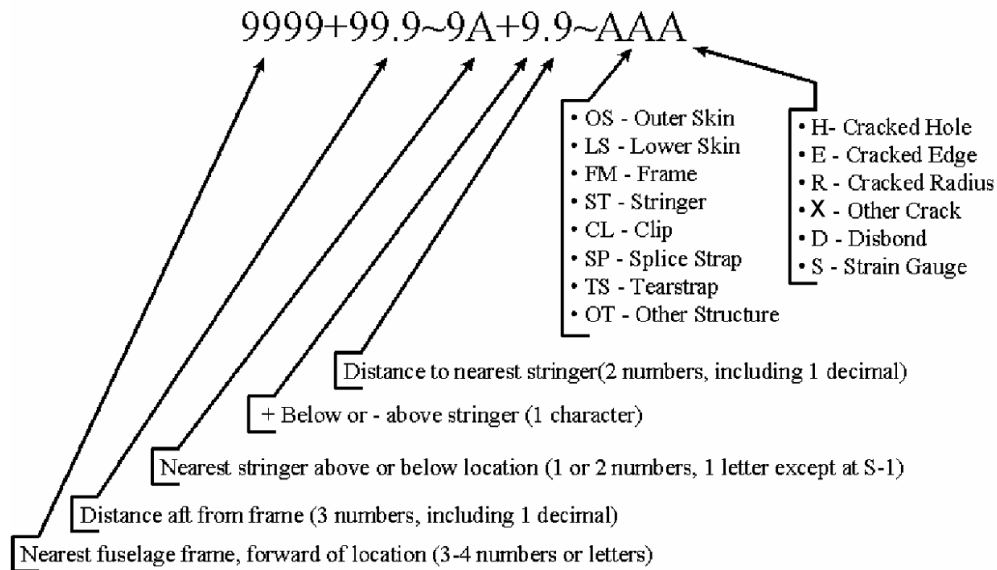 9999+99.9~9A+9.9~AAA
• OS - Outer Skin
• LS - Lower Skin
• FM - Frame
• ST - Stringer
• CL - Clip
• SP - Splice Strap
• TS - Tearstrap
• OT - Other Structure
• H- Cracked Hole
• E - Cracked Edge
• R - Cracked Radius
• X - Other Crack
• D - Disbond
• S - Strain Gauge
Distance to nearest stringer(2 numbers, including 1 decimal)
+ Below or - above stringer (1 character)
Nearest stringer above or below location (1 or 2 numbers, 1 letter except at S-1)
Distance aft from frame (3 numbers, including 1 decimal)
Nearest fuselage frame, forward of location (3-4 numbers or letters)